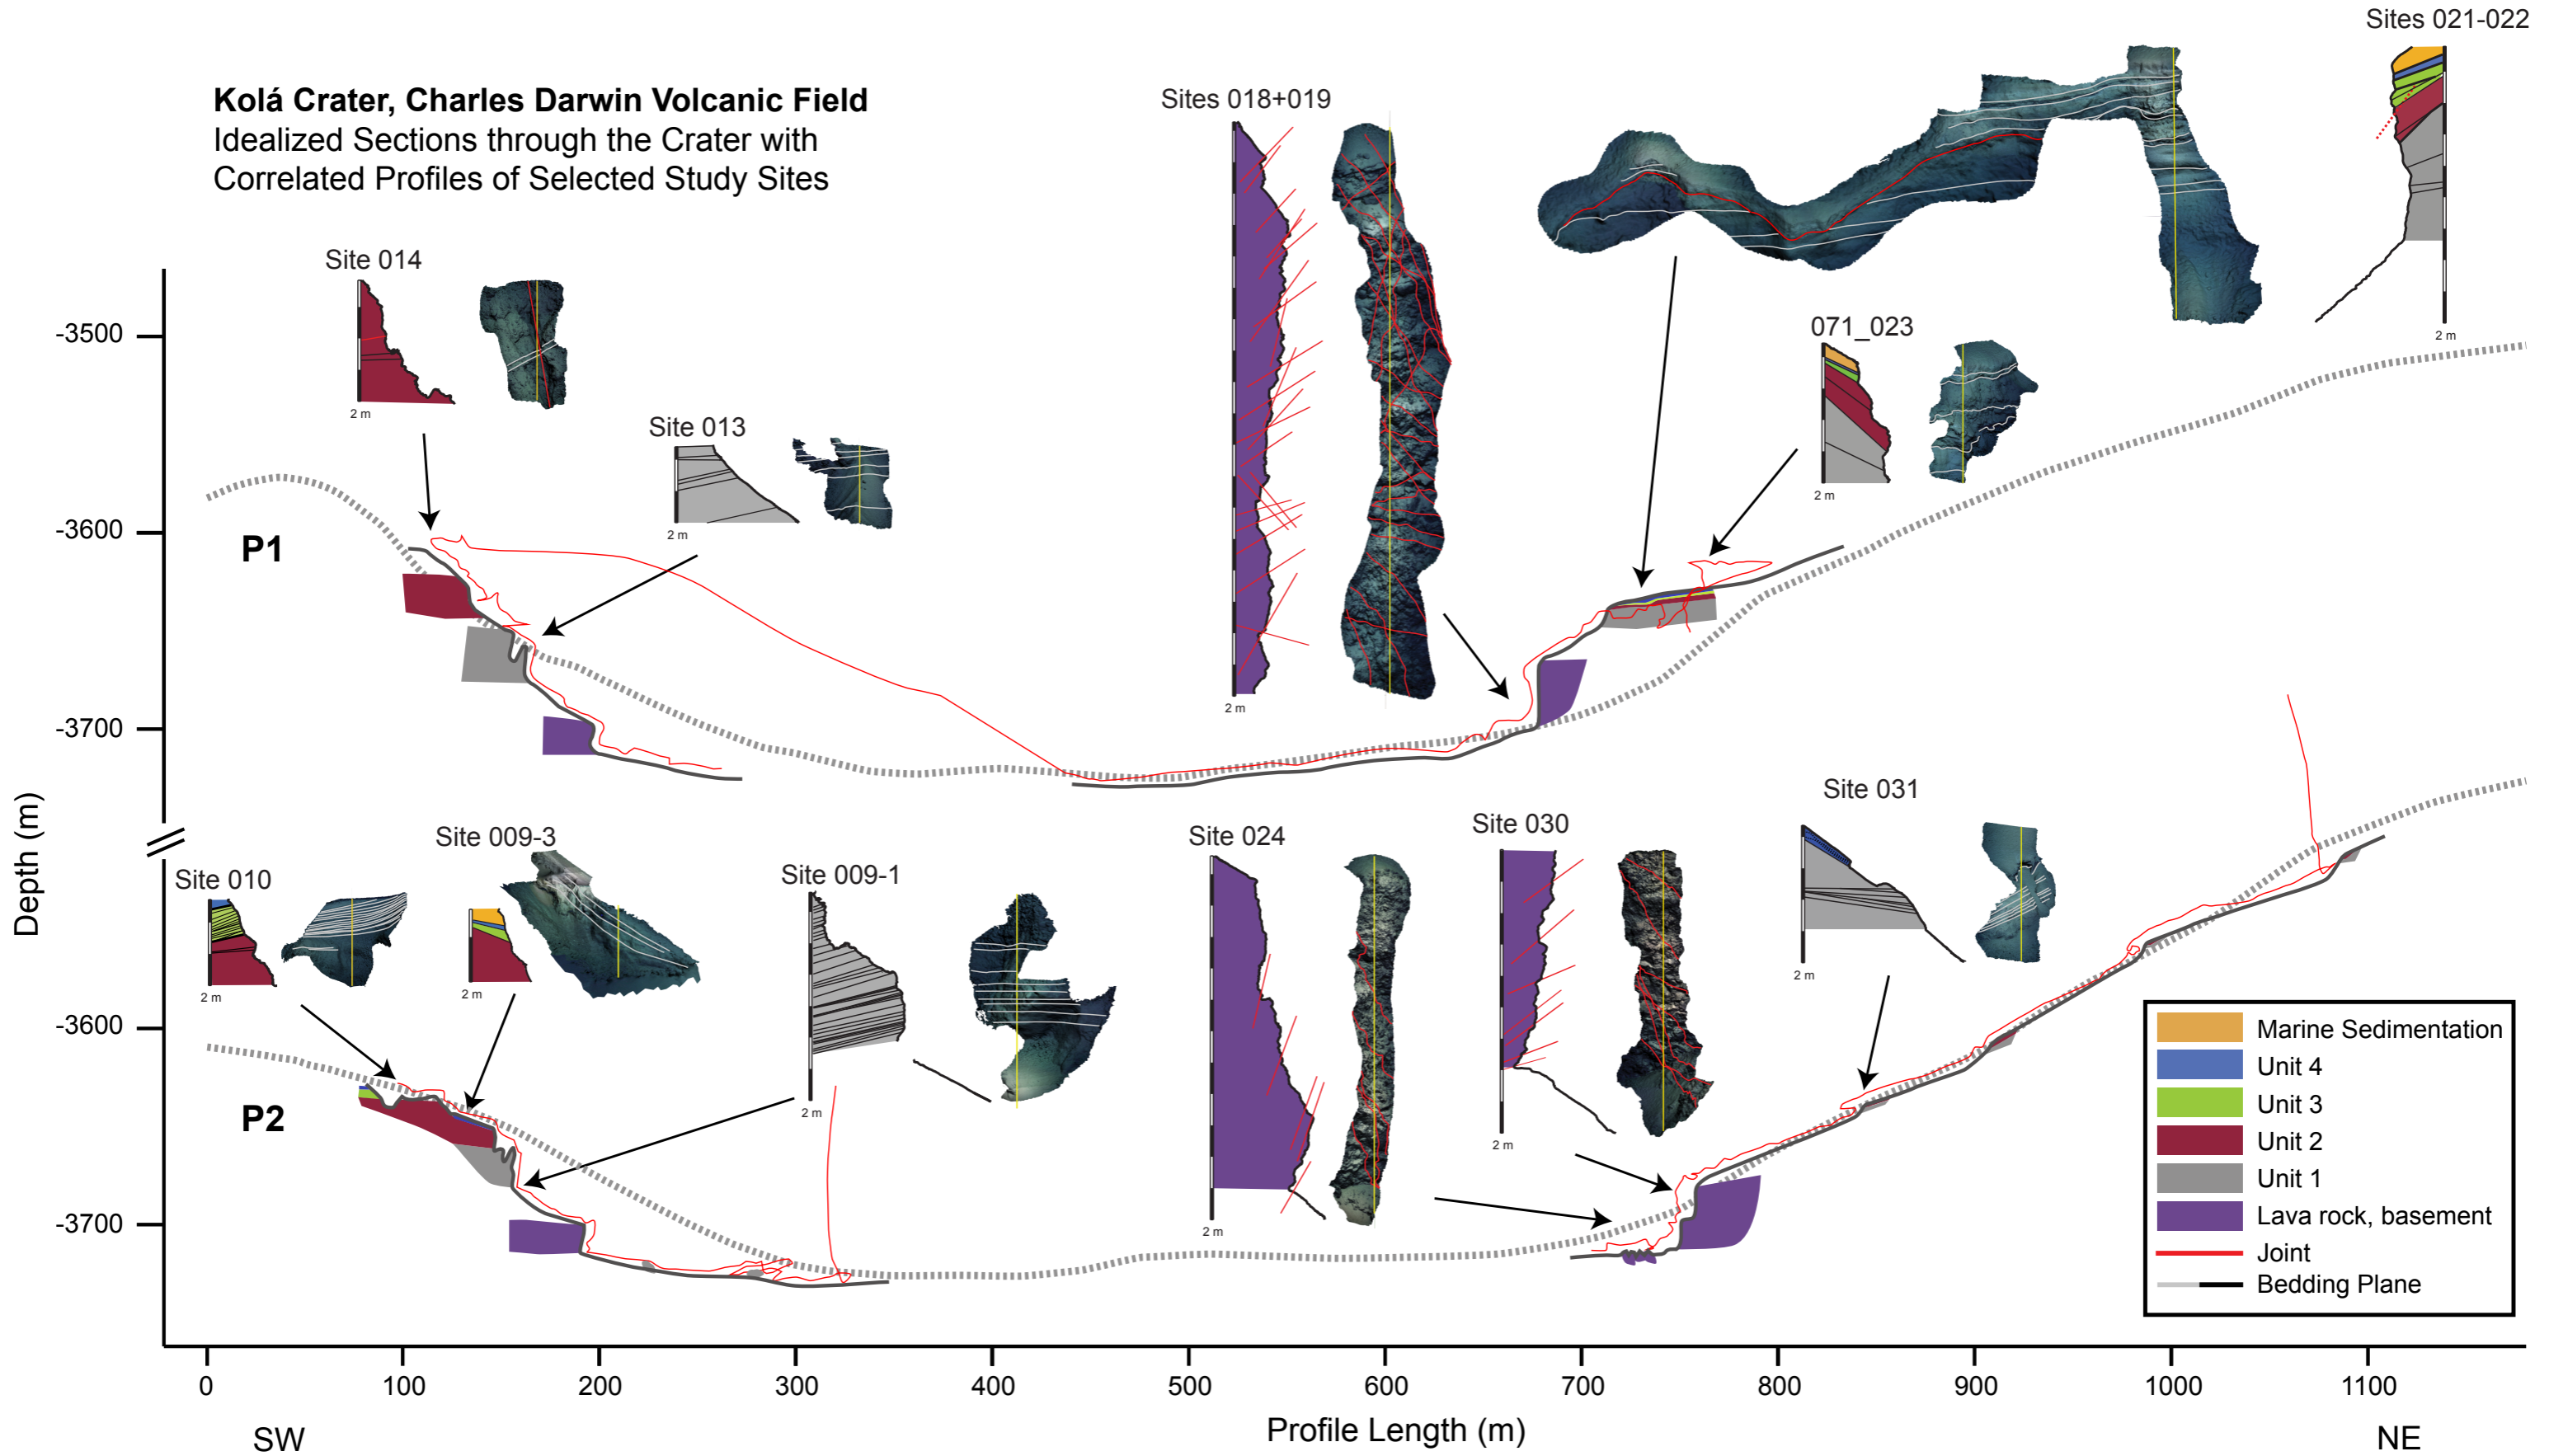 Kolá Crater, Charles Darwin Volcanic Field
Idealized Sections through the Crater with
Correlated Profiles of Selected Study Sites
Sites 021-022
2 m
Sites 018+019
2 m
Site 014
2 m
071_023
2 m
Site 013
2 m
-3500
-3600
-3700
P1
Depth (m)
Site 010
2 m
Site 009-3
2 m
Site 009-1
2 m
Site 024
2 m
Site 030
2 m
Site 031
2 m
-3600
-3700
P2
Marine Sedimentation
Unit 4
Unit 3
Unit 2
Unit 1
Lava rock, basement
Joint
Bedding Plane
0 100 200 300 400 500 600 700 800 900 1000 1100
SW Profile Length (m) NE